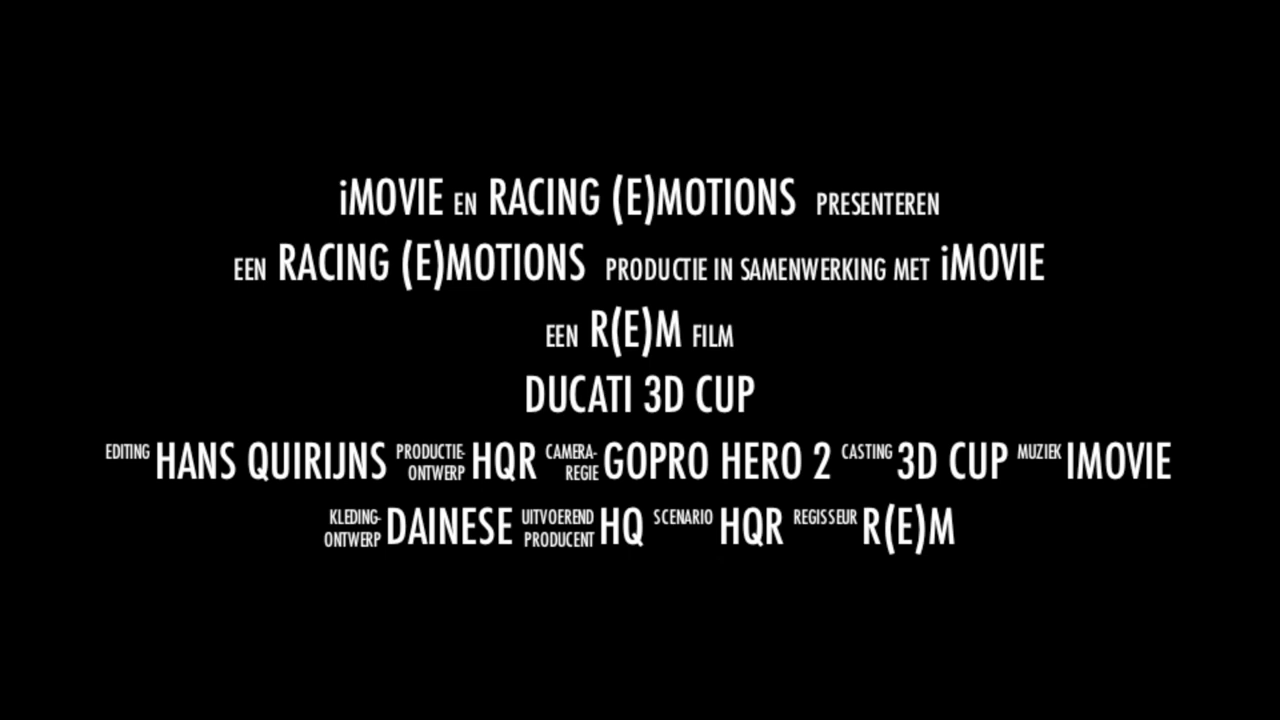 iMOVIE EN RACING (E)MOTIONS PRESENTEREN
EEN RACING (E)MOTIONS PRODUCTIE IN SAMENWERKING MET iMOVIE
EEN R(E)M FILM
DUCATI 3D CUP
EDITING HANS QUIRIJNS PRODUCTIE-ONTWERP HQR CAMERA-REGIE GOPRO HERO 2 CASTING 3D CUP MUZIEK IMOVIE
KLEDING-ONTWERP DAINESE UITVOEREND PRODUCENT HQ SCENARIO HQR REGISSEUR R(E)M